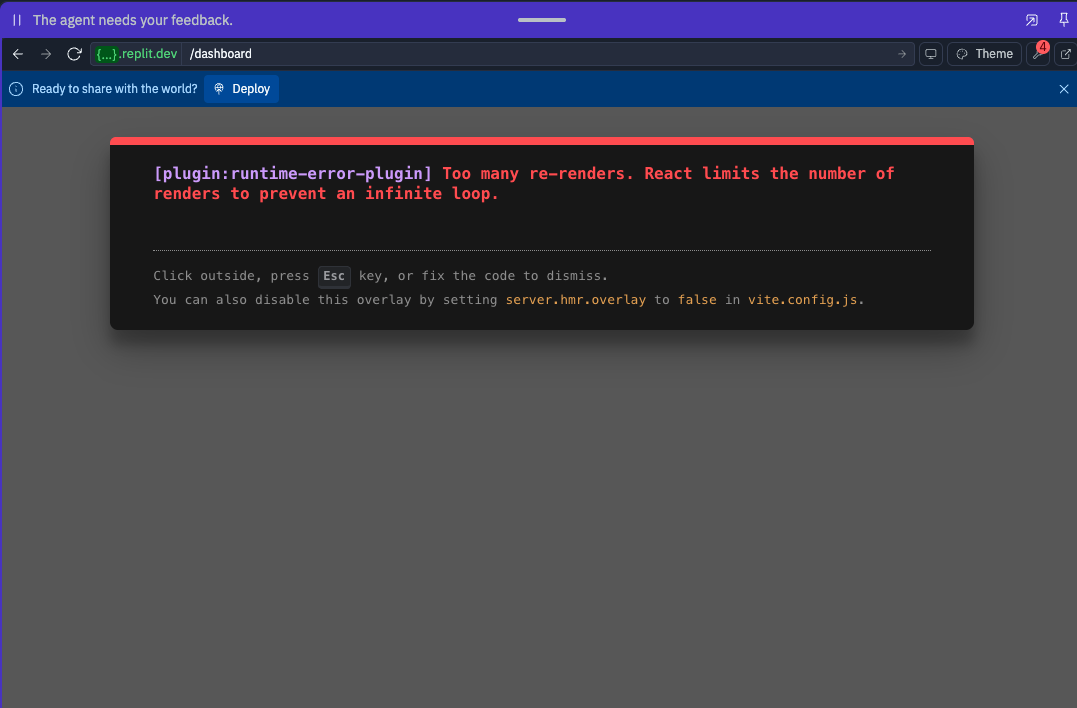 The agent needs your feedback.
{...}.replit.dev /dashboard
Theme
4
Ready to share with the world? Deploy
[plugin:runtime-error-plugin] Too many re-renders. React limits the number of
renders to prevent an infinite loop.
Click outside, press Esc key, or fix the code to dismiss.
You can also disable this overlay by setting server.hmr.overlay to false in vite.config.js.